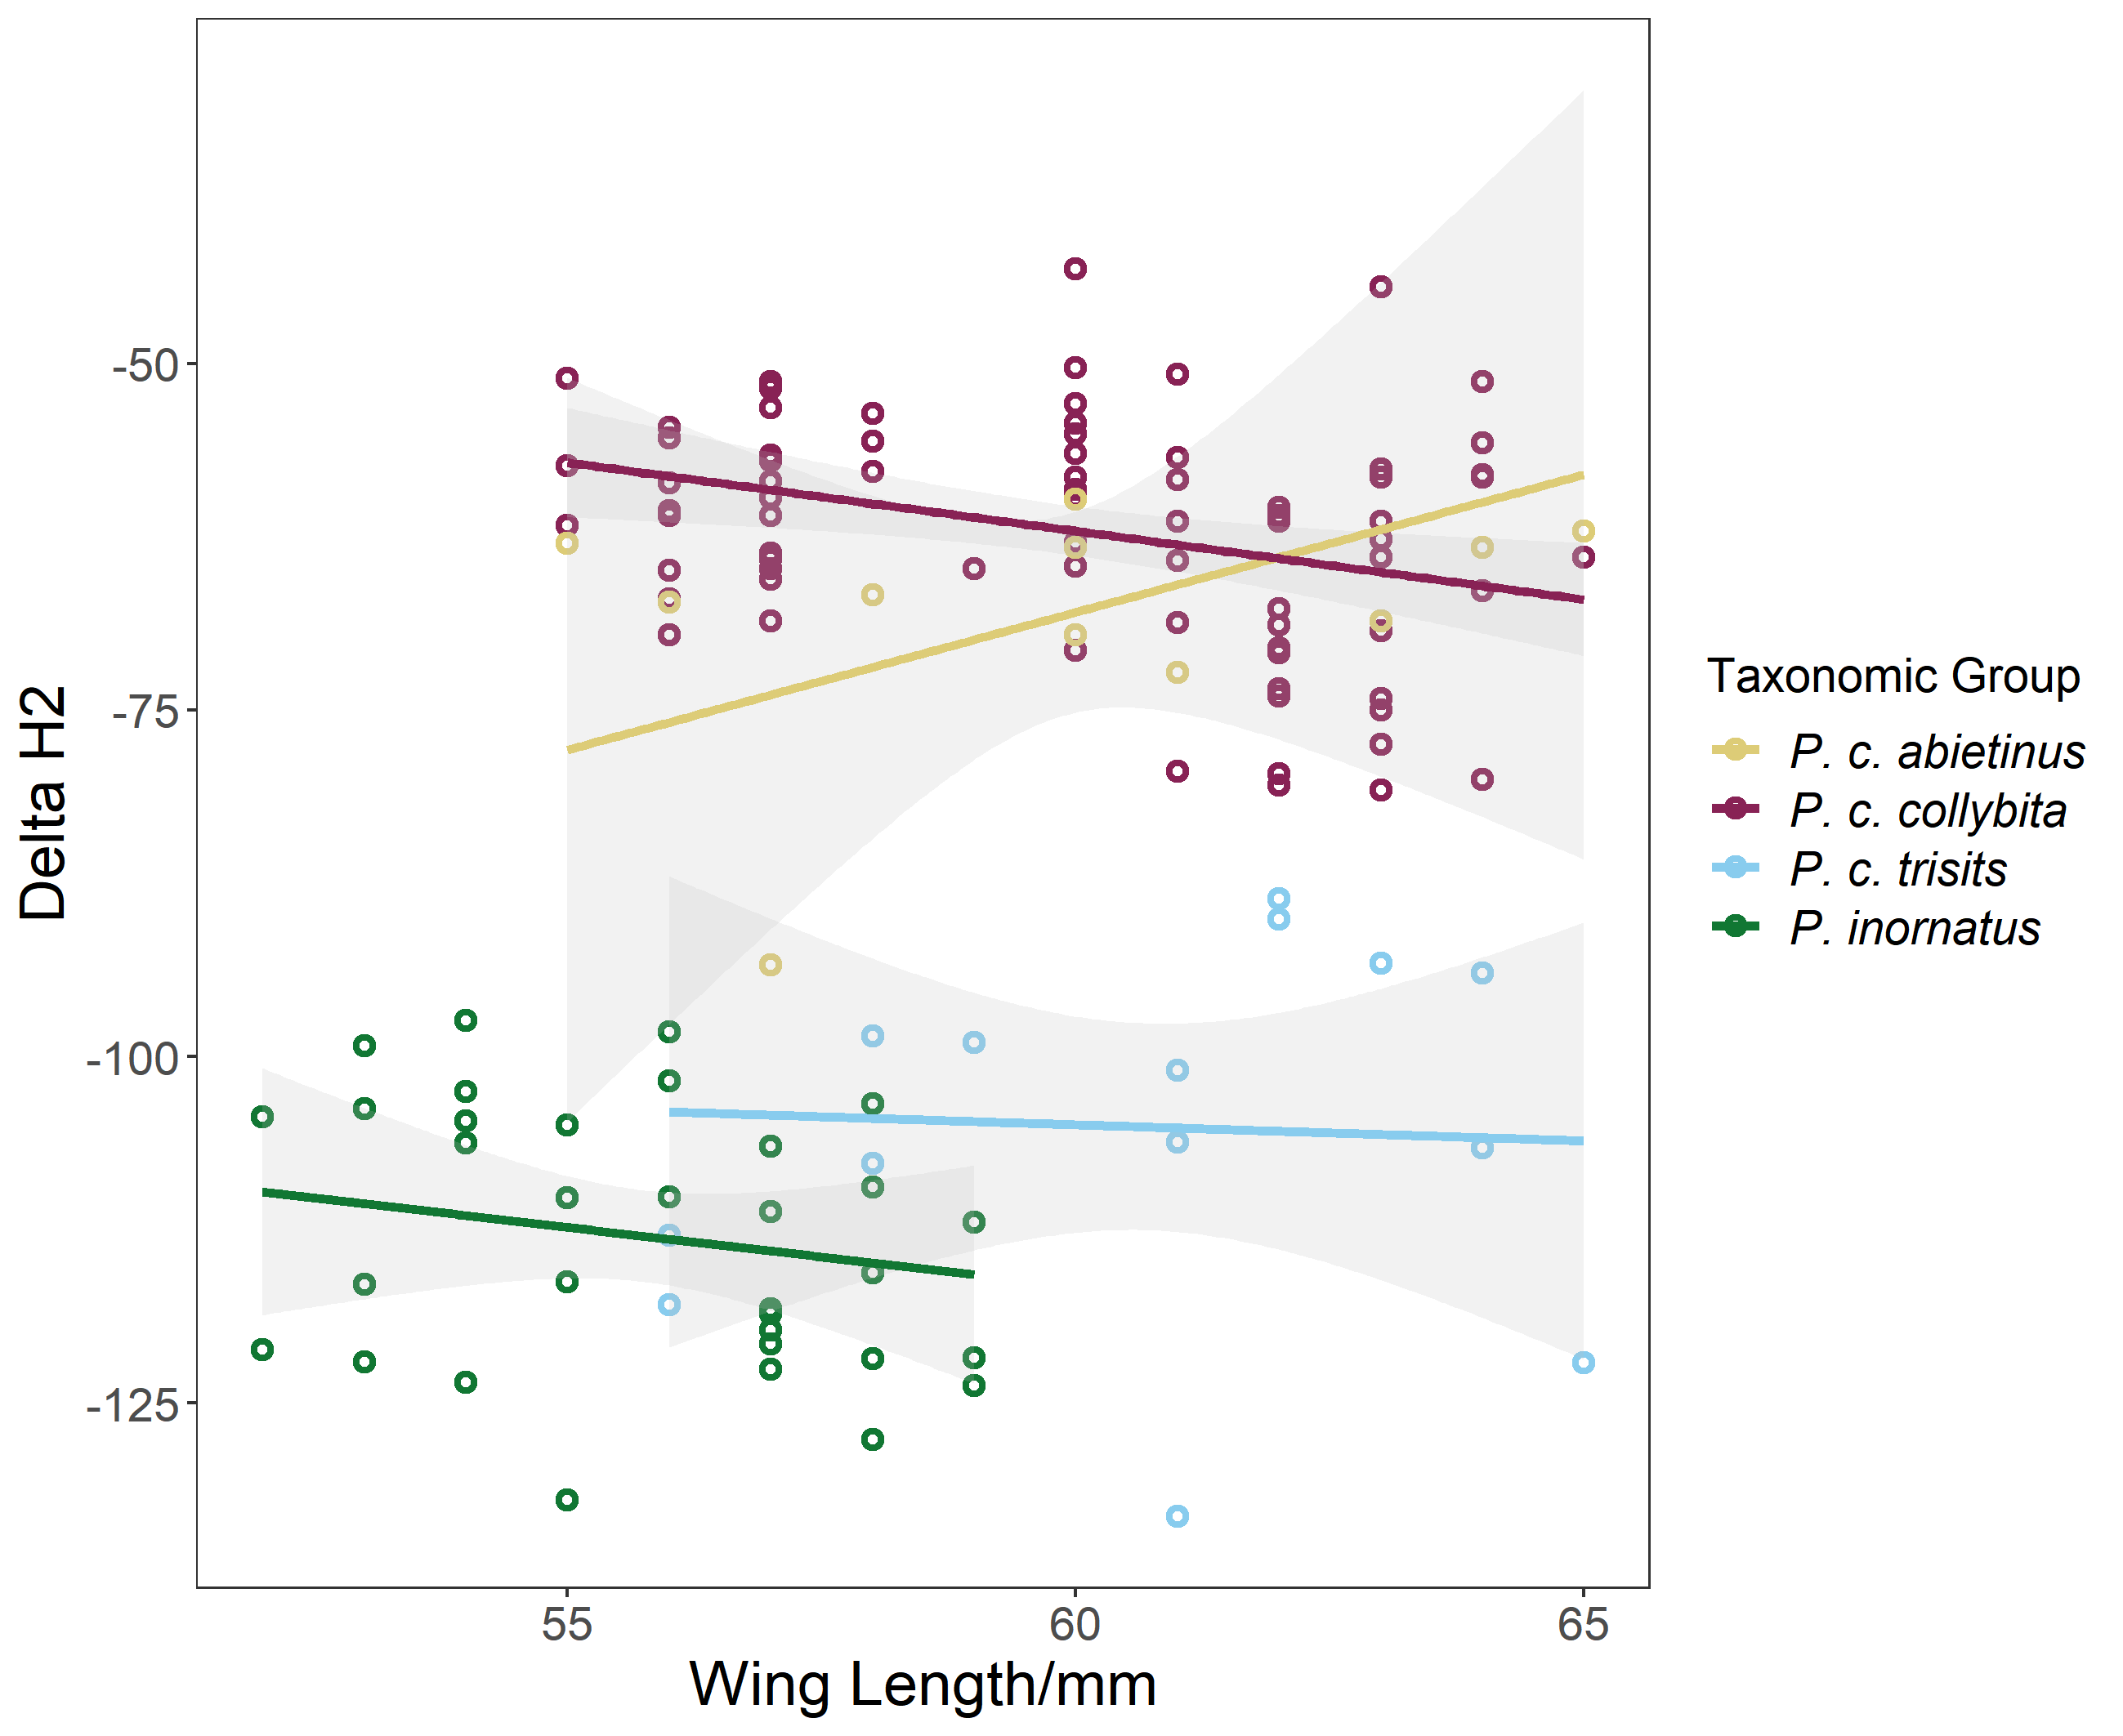 Delta H2
-50
-75
-100
-125
55 60 65
Wing Length/mm
Taxonomic Group
P. c. abietinus
P. c. collybita
P. c. trisits
P. inornatus